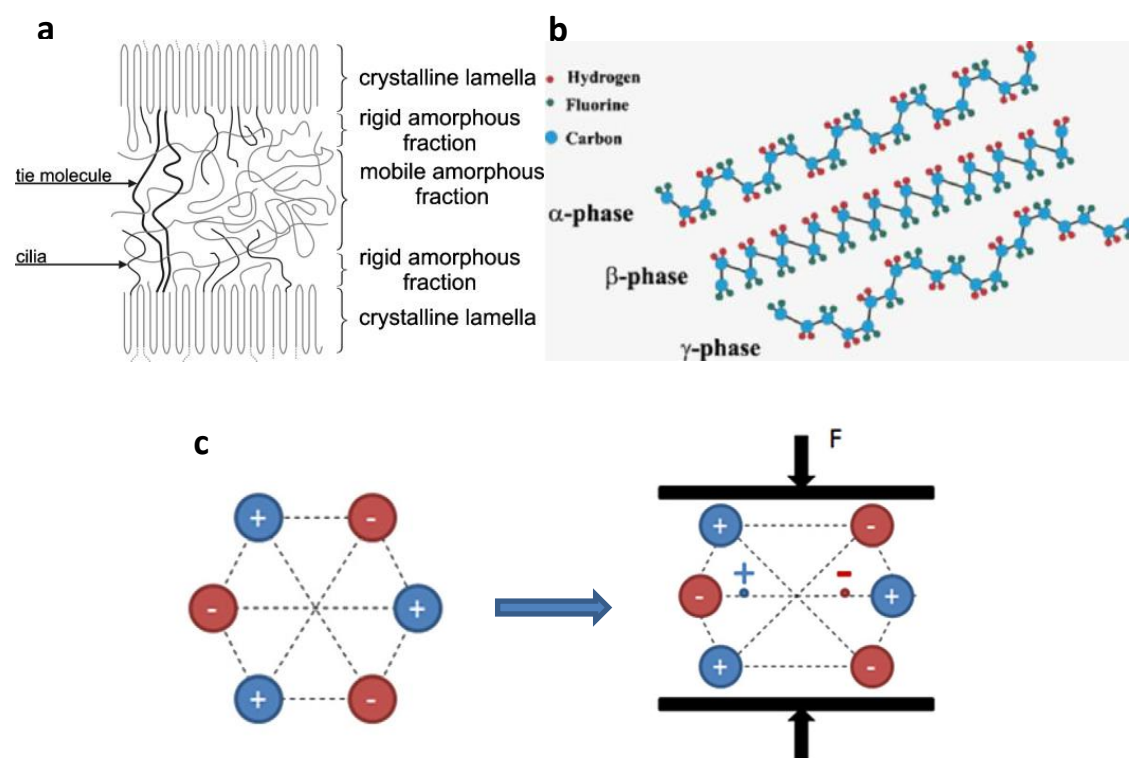 a
crystalline lamella
rigid amorphous
fraction
mobile amorphous
fraction
tie molecule
cilia
rigid amorphous
fraction
crystalline lamella
b
Hydrogen
Fluorine
Carbon
α-phase
β-phase
γ-phase
c
F
+ -
- +
+ -
+ -
+ -
- +
+ -